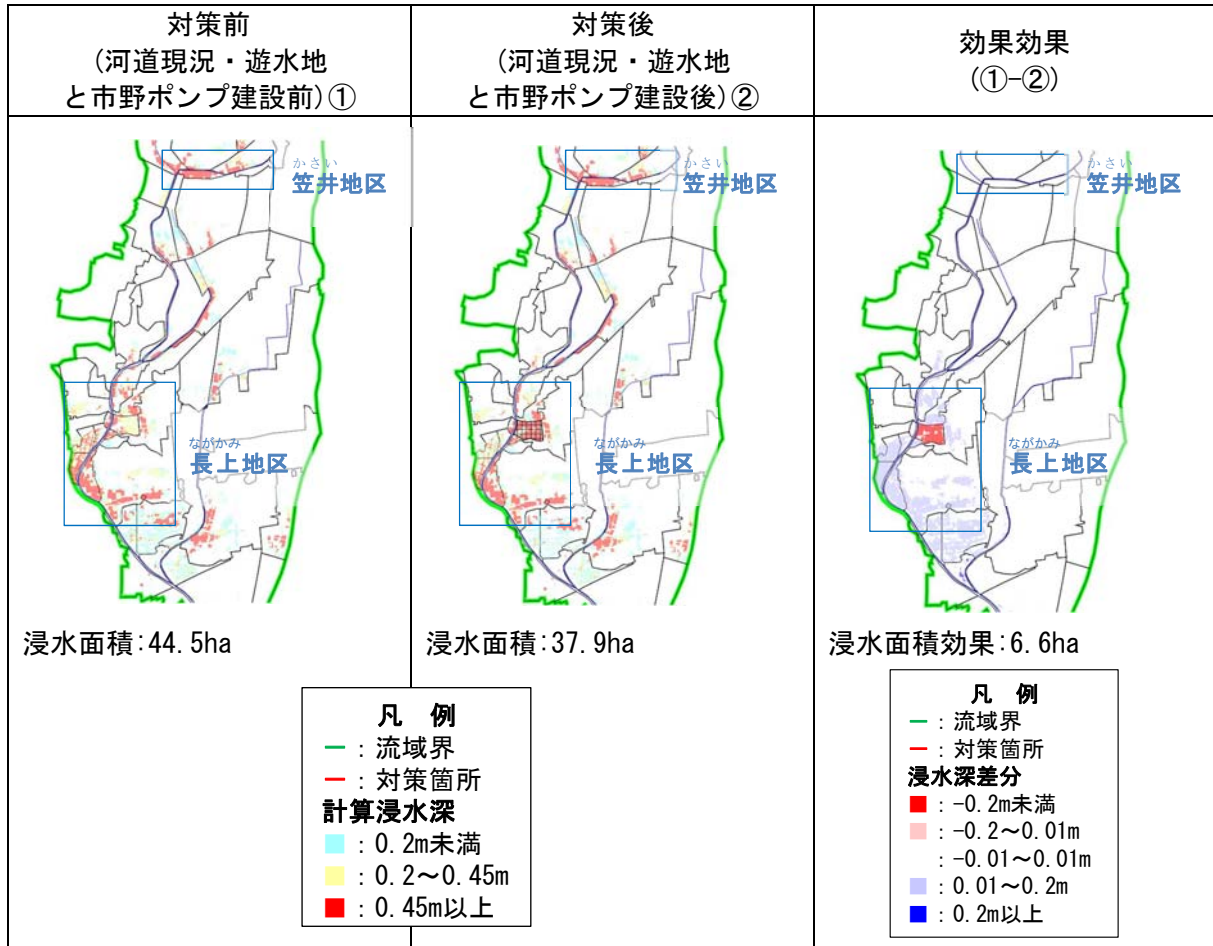 対策前
(河道現況・遊水地
と市野ポンプ建設前)①
対策後
(河道現況・遊水地
と市野ポンプ建設後)②
効果効果
(①-②)
かさい
笠井地区
ながかみ
長上地区
浸水面積:44.5ha
かさい
笠井地区
ながかみ
長上地区
浸水面積:37.9ha
かさい
笠井地区
ながかみ
長上地区
浸水面積効果:6.6ha
凡 例
:流域界
:対策箇所
計算浸水深
:0.2m未満
:0.2～0.45m
:0.45m以上
凡 例
:流域界
:対策箇所
浸水深差分
:-0.2m未満
:-0.2～0.01m
:-0.01～0.01m
:0.01～0.2m
:0.2m以上